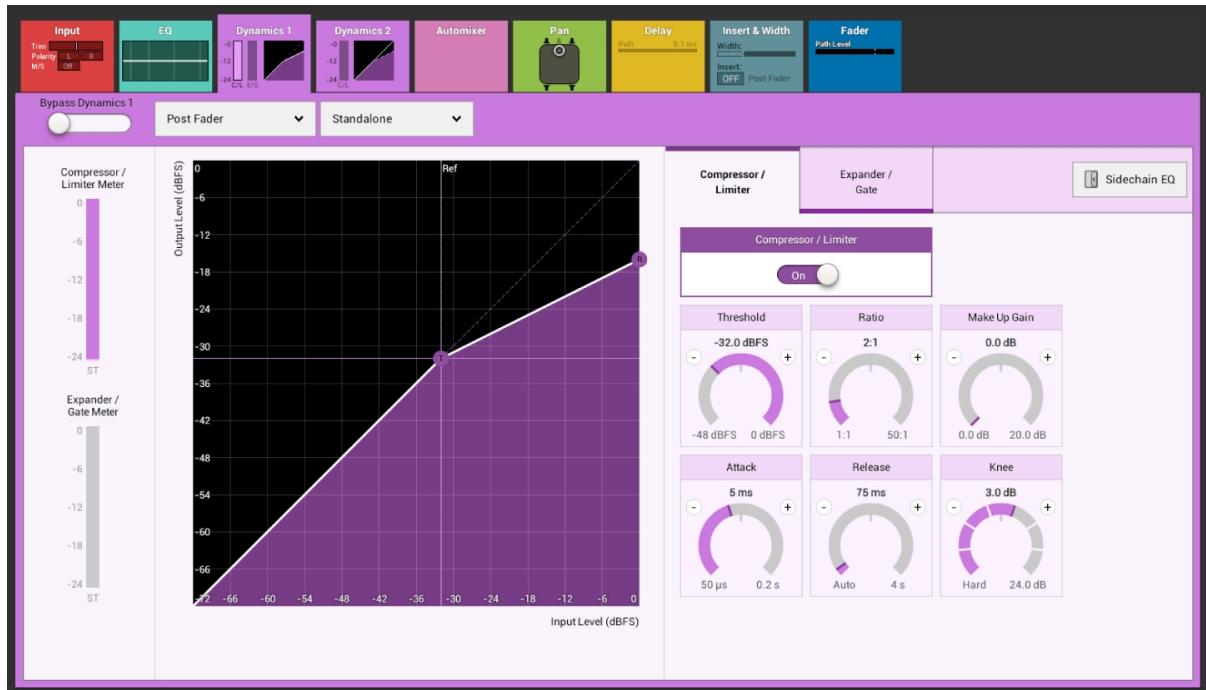 Input
Trim
Polarity L R
M/S Off
EQ
Dynamics 1
-0
-12
-24
C/L E/G
Dynamics 2
-0
-12
-24
C/L
Automixer
Pan
Delay
Path 0.1 ms
Insert & Width
Width:
Insert:
OFF Post Fader
Fader
Path Level
Bypass Dynamics 1
Post Fader
Standalone
Compressor /
Limiter Meter
0
-6
-12
-18
-24
ST
Expander /
Gate Meter
0
-6
-12
-18
-24
ST
Output Level (dBFS)
0
-6
-12
-18
-24
-30
-36
-42
-48
-54
-60
-66
-72 -66 -60 -54 -48 -42 -36 -30 -24 -18 -12 -6 0
Ref
R
T
Input Level (dBFS)
Compressor /
Limiter
Expander /
Gate
Sidechain EQ
Compressor / Limiter
On
Threshold
-32.0 dBFS
- +
-48 dBFS 0 dBFS
Ratio
2:1
- +
1:1 50:1
Make Up Gain
0.0 dB
- +
0.0 dB 20.0 dB
Attack
5 ms
- +
50 µs 0.2 s
Release
75 ms
- +
Auto 4 s
Knee
3.0 dB
- +
Hard 24.0 dB